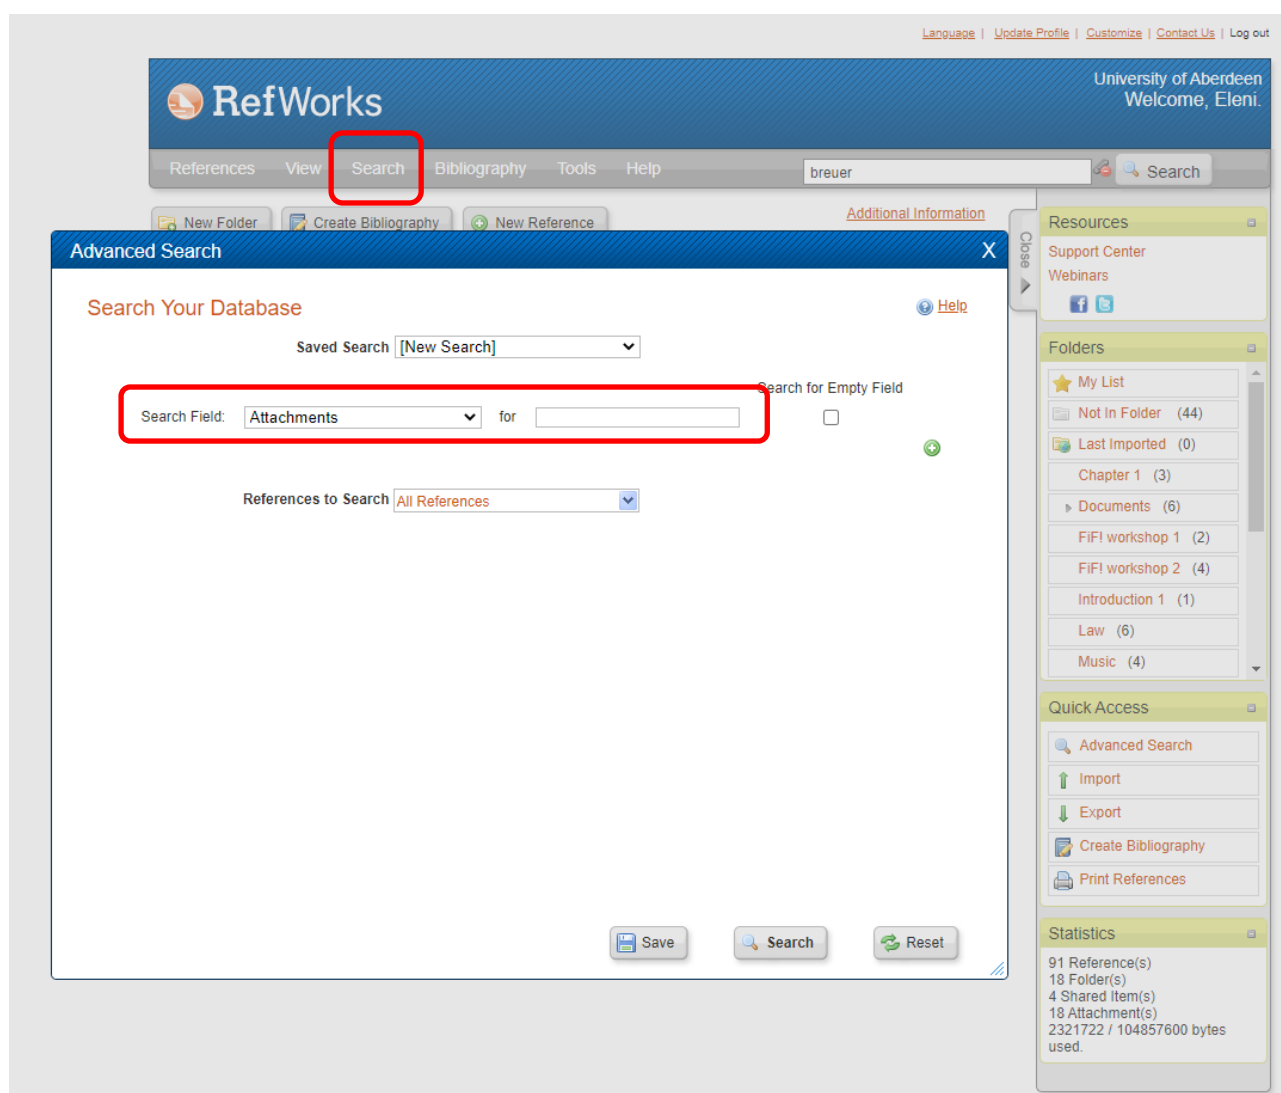 Language | Update Profile | Customize | Contact Us | Log out
RefWorks
University of Aberdeen
Welcome, Eleni.
References View Search Bibliography Tools Help
breuer
Search
New Folder
Create Bibliography
New Reference
Additional Information
Close
Advanced Search
X
Search Your Database
Help
Saved Search [New Search]
Search for Empty Field
Search Field: Attachments for
References to Search All References
Save
Search
Reset
Resources
Support Center
Webinars
Folders
My List
Not In Folder (44)
Last Imported (0)
Chapter 1 (3)
Documents (6)
FiF! workshop 1 (2)
FiF! workshop 2 (4)
Introduction 1 (1)
Law (6)
Music (4)
Quick Access
Advanced Search
Import
Export
Create Bibliography
Print References
Statistics
91 Reference(s)
18 Folder(s)
4 Shared Item(s)
18 Attachment(s)
2321722 / 104857600 bytes
used.